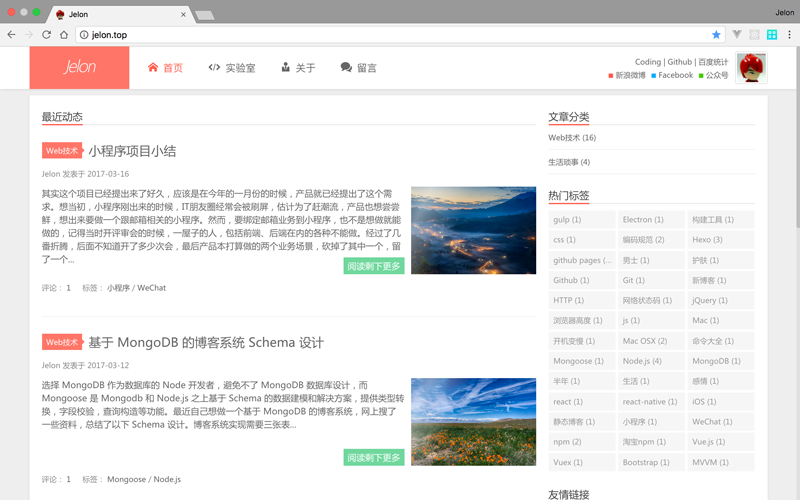 Jelon
Jelon
jelon.top
Jelon
首页
实验室
关于
留言
Coding | Github | 百度统计
新浪微博 Facebook 公众号
最近动态
Web技术 小程序项目小结
Jelon 发表于 2017-03-16
其实这个项目已经提出来了好久，应该是在今年的一月份的时候，产品就已经提出了这个需
求。想当初，小程序刚出来的时候，IT朋友圈经常会被刷屏，估计为了赶潮流，产品也想尝尝
鲜，想出来要做一个跟邮箱相关的小程序。然而，要绑定邮箱业务到小程序，也不是想做就能
做的，记得当时开评审会的时候，一屋子的人，包括前端、后端在内的各种不能做。经过了几
番折腾，后面不知道开了多少次会，最后产品本打算做的两个业务场景，砍掉了其中一个，留
了一个...
阅读剩下更多
评论： 1 标签： 小程序 / WeChat
Web技术 基于 MongoDB 的博客系统 Schema 设计
Jelon 发表于 2017-03-12
选择 MongoDB 作为数据库的 Node 开发者，避免不了 MongoDB 数据库设计，而
Mongoose 是 Mongodb 和 Node.js 之上基于 Schema 的数据建模和解决方案，提供类型转
换，字段校验，查询构造等功能。最近自己想做一个基于 MongoDB 的博客系统，网上搜了
一些资料，总结了以下 Schema 设计。博客系统实现需要三张表...
阅读剩下更多
评论： 1 标签： Mongoose / Node.js
文章分类
Web技术 (16)
生活琐事 (4)
热门标签
gulp (1) Electron (1) 构建工具 (1)
css (1) 编码规范 (2) Hexo (3)
github pages (... 男士 (1) 护肤 (1)
Github (1) Git (1) 新博客 (1)
HTTP (1) 网络状态码 (1) jQuery (1)
浏览器高度 (1) js (1) Mac (1)
开机变慢 (1) Mac OSX (2) 命令大全 (1)
Mongoose (1) Node.js (4) MongoDB (1)
半年 (1) 生活 (1) 感情 (1)
react (1) react-native (1) iOS (1)
静态博客 (1) 小程序 (1) WeChat (1)
npm (2) 淘宝npm (1) Vue.js (1)
Vuex (1) Bootstrap (1) MVVM (1)
友情链接